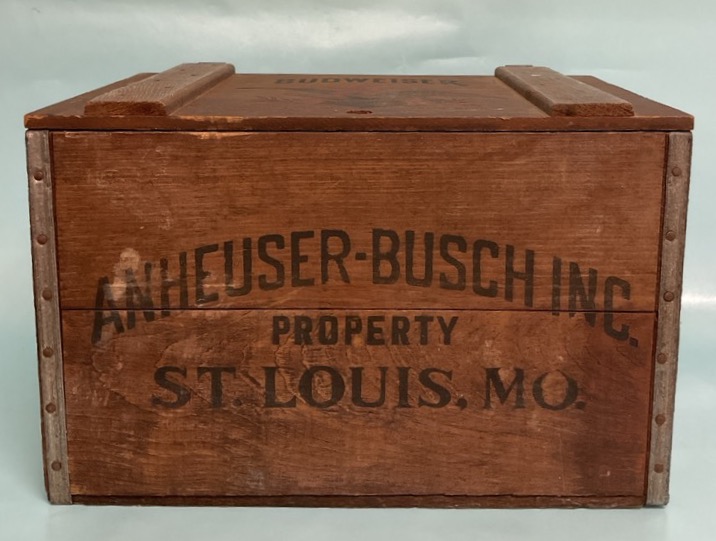 BUDWEISER
ANHEUSER-BUSCH INC.
PROPERTY
ST. LOUIS, MO.